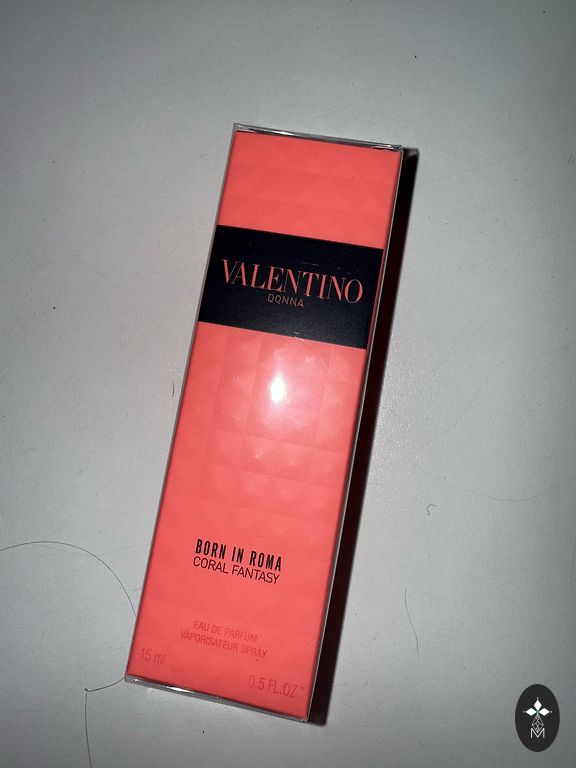 VALENTINO
DONNA
BORN IN ROMA
CORAL FANTASY
EAU DE PARFUM
VAPORISATEUR SPRAY
15 ml
0.5 FL.OZ.
M